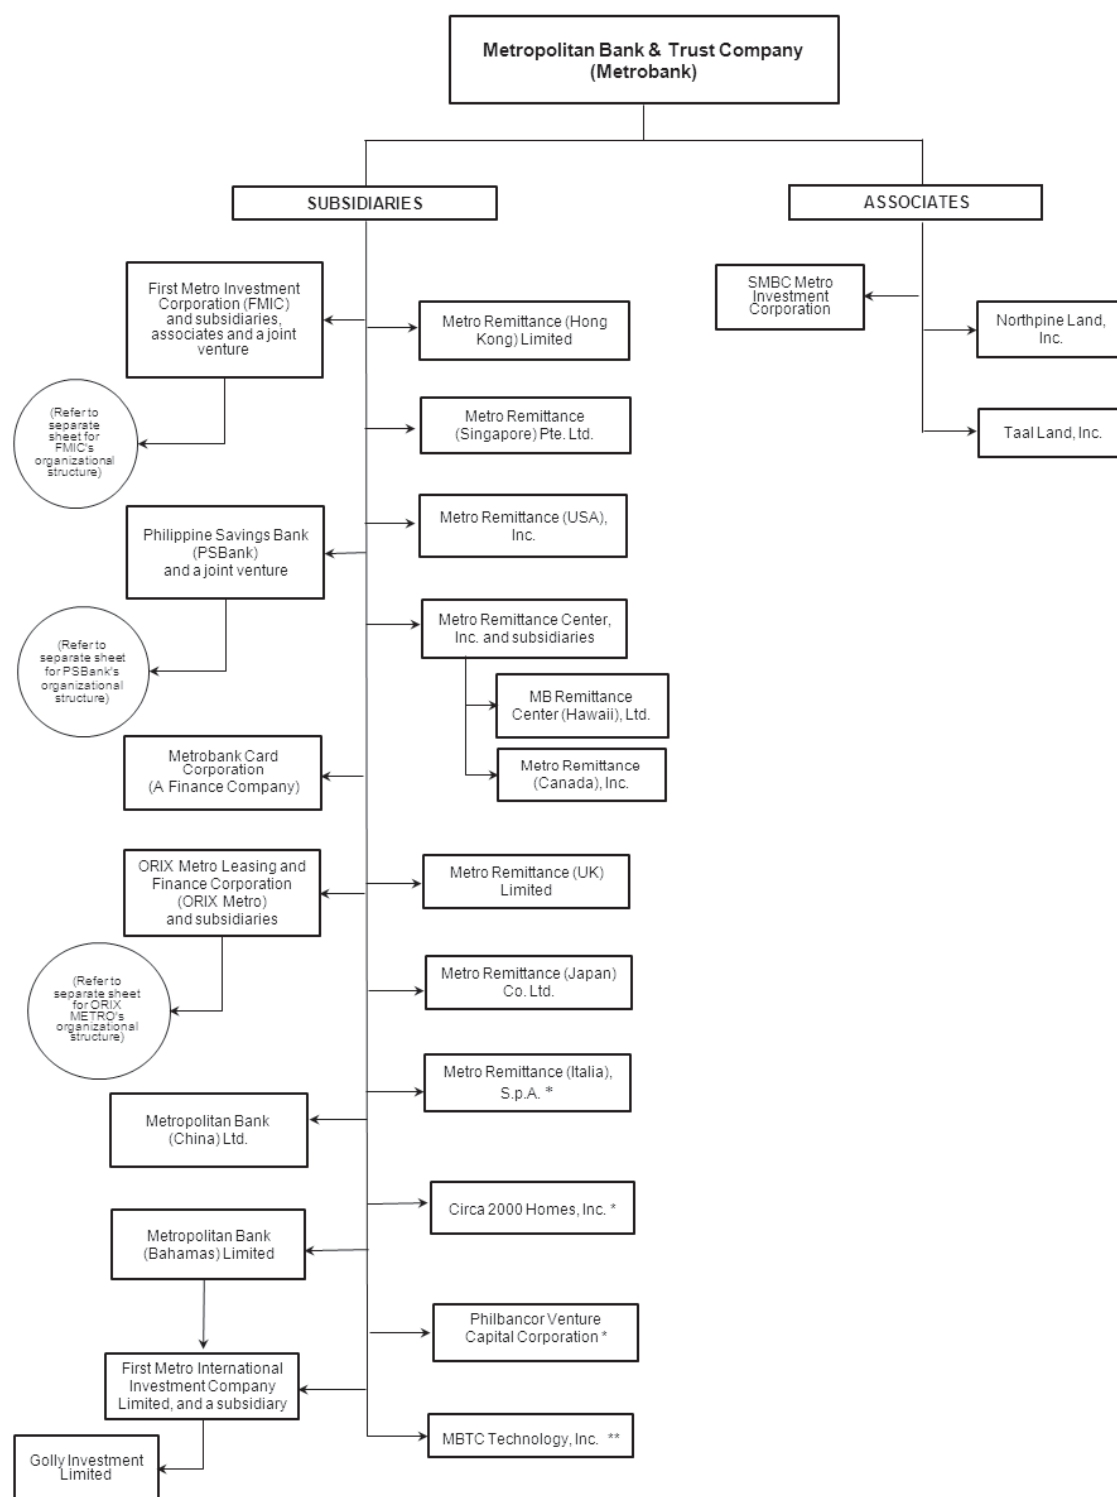 Metropolitan Bank & Trust Company
(Metrobank)
SUBSIDIARIES
ASSOCIATES
First Metro Investment
Corporation (FMIC)
and subsidiaries,
associates and a joint
venture
Metro Remittance (Hong
Kong) Limited
SMBC Metro
Investment
Corporation
Northpine Land,
Inc.
(Refer to
separate
sheet for
FMIC's
organizational
structure)
Metro Remittance
(Singapore) Pte. Ltd.
Taal Land, Inc.
Philippine Savings Bank
(PSBank)
and a joint venture
Metro Remittance (USA),
Inc.
(Refer to
separate sheet
for PSBank's
organizational
structure)
Metro Remittance Center,
Inc. and subsidiaries
MB Remittance
Center (Hawaii), Ltd.
Metrobank Card
Corporation
(A Finance Company)
Metro Remittance
(Canada), Inc.
ORIX Metro Leasing and
Finance Corporation
(ORIX Metro)
and subsidiaries
Metro Remittance (UK)
Limited
(Refer to
separate sheet
for ORIX
METRO's
organizational
structure)
Metro Remittance (Japan)
Co. Ltd.
Metro Remittance (Italia),
S.p.A. *
Metropolitan Bank
(China) Ltd.
Circa 2000 Homes, Inc. *
Metropolitan Bank
(Bahamas) Limited
Philbancor Venture
Capital Corporation *
First Metro International
Investment Company
Limited, and a subsidiary
MBTC Technology, Inc. **
Golly Investment
Limited